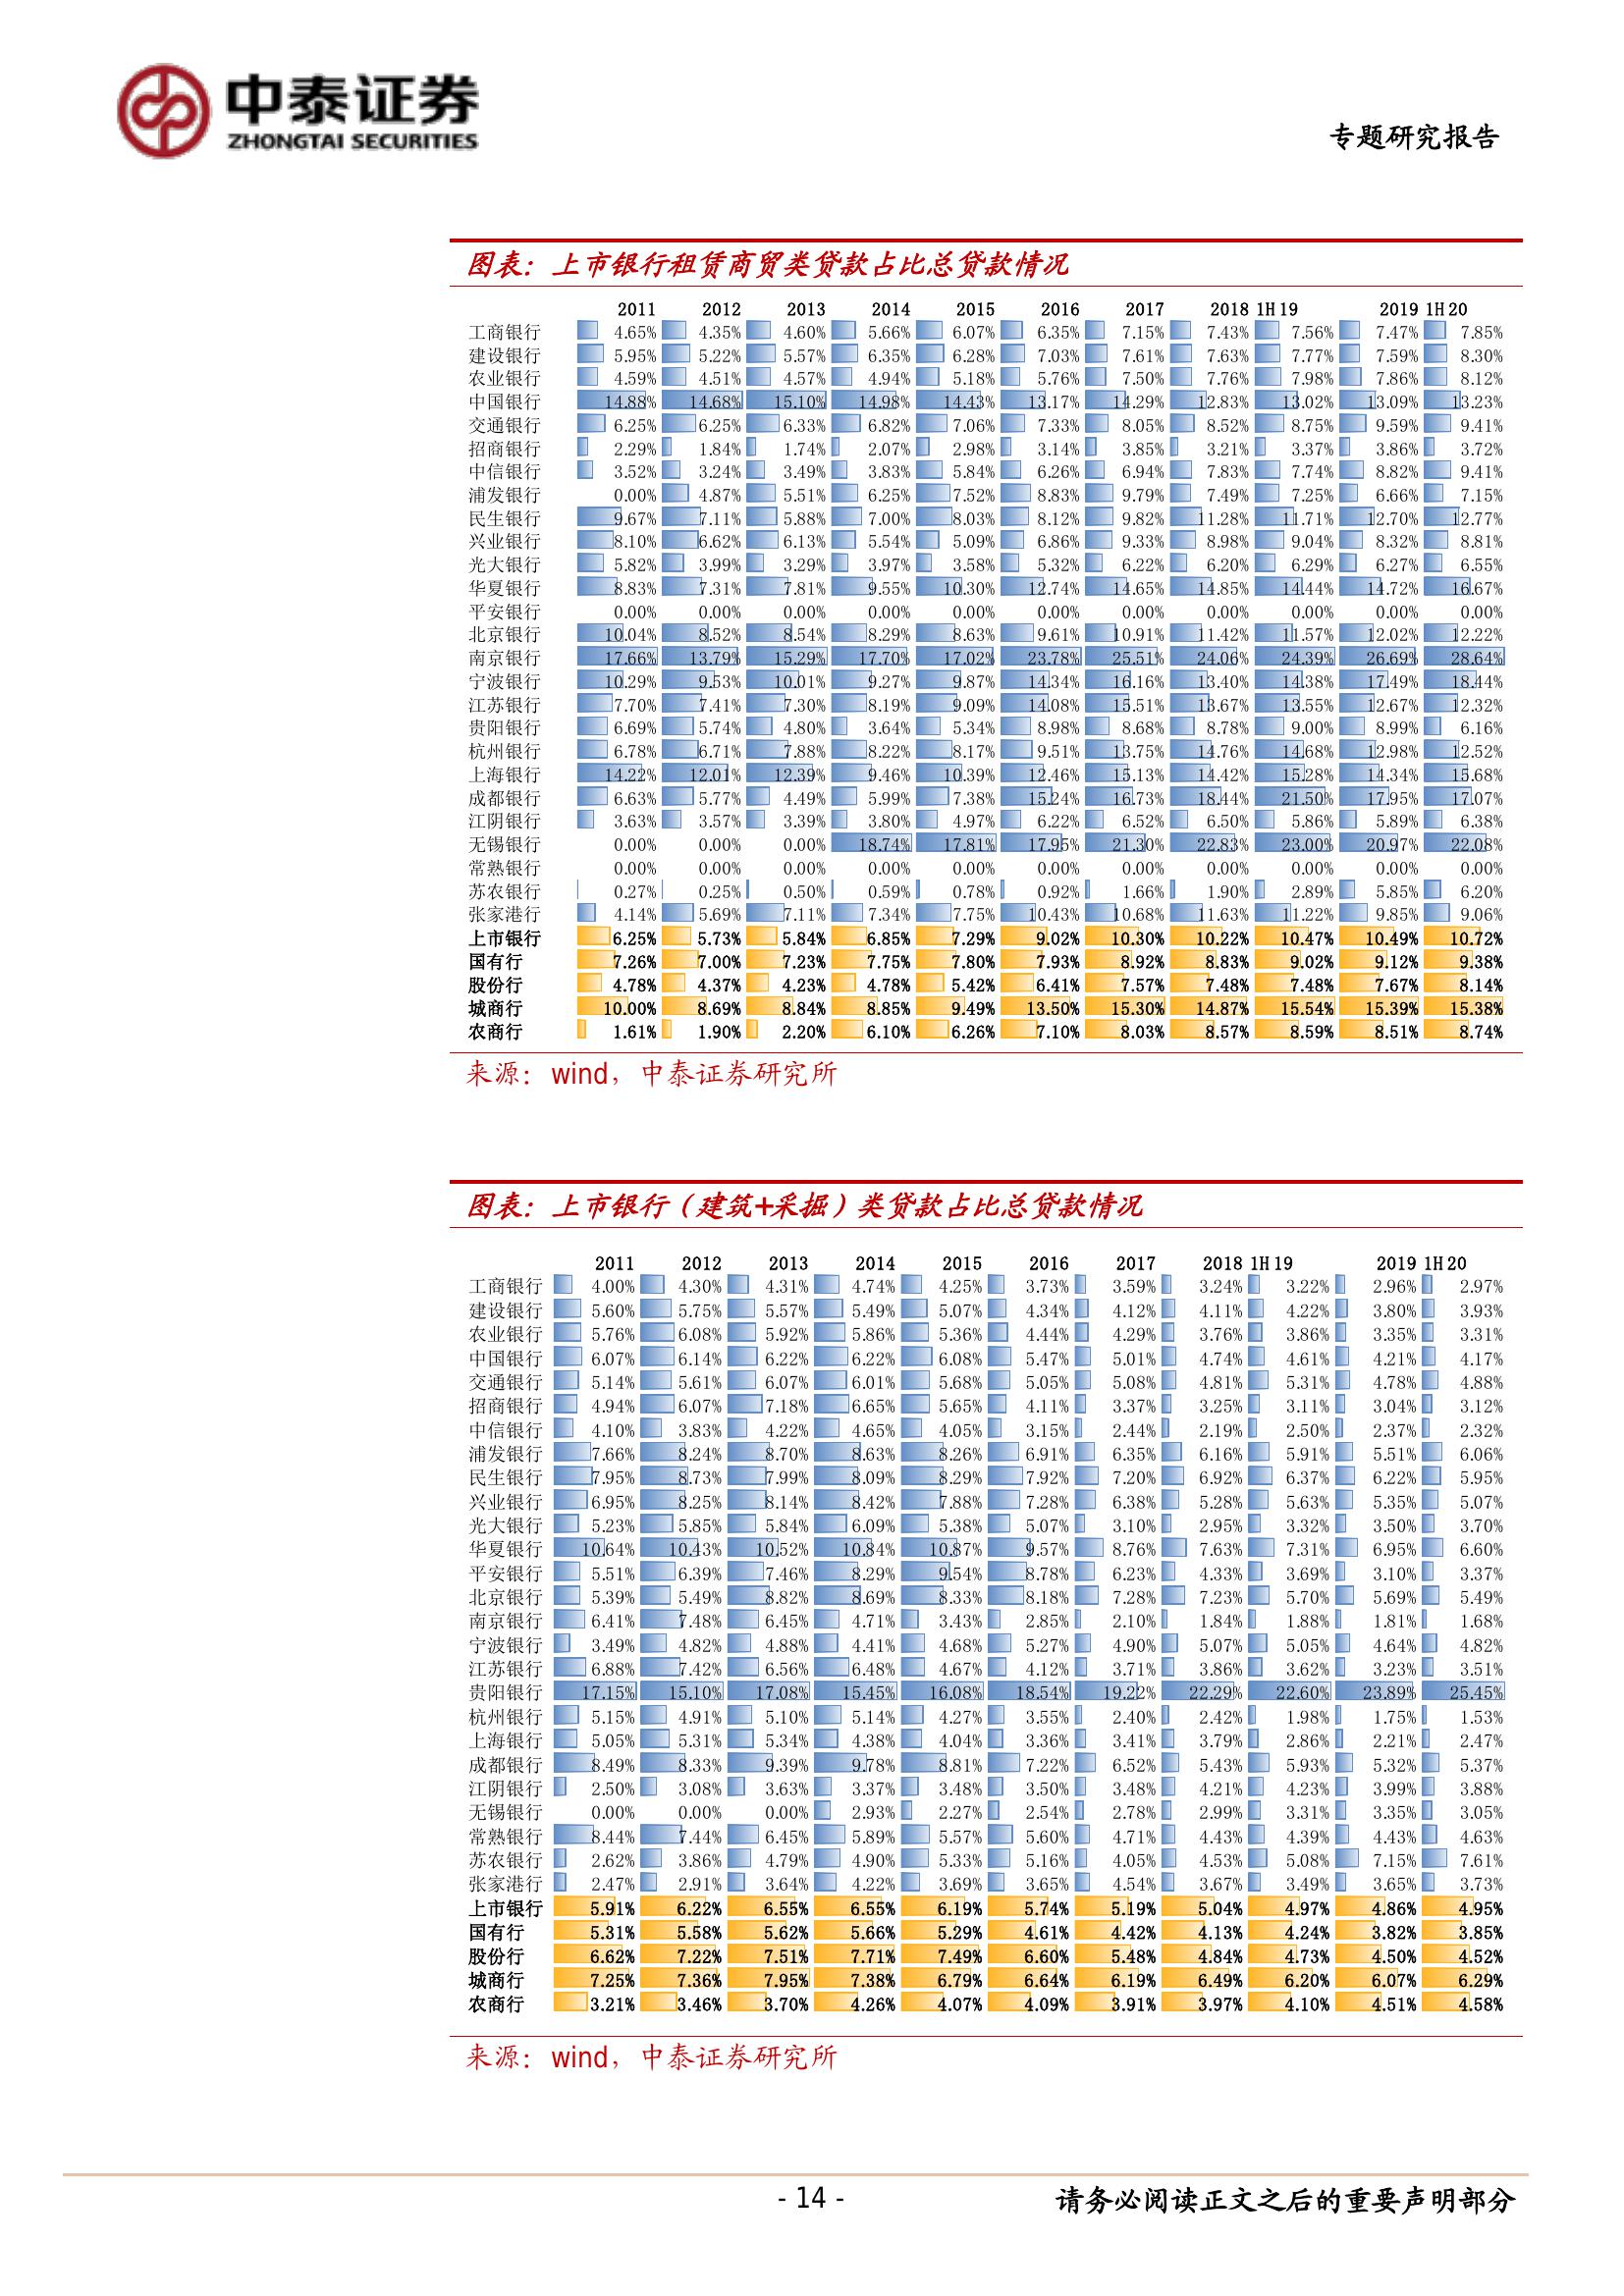 中泰证券
ZHONGTAI SECURITIES
专题研究报告
图表：上市银行租赁商贸类贷款占比总贷款情况
2011 2012 2013 2014 2015 2016 2017 2018 1H19 2019 1H20
工商银行 4.65% 4.35% 4.60% 5.66% 6.07% 6.35% 7.15% 7.43% 7.56% 7.47% 7.85%
建设银行 5.95% 5.22% 5.57% 6.35% 6.28% 7.03% 7.61% 7.63% 7.77% 7.59% 8.30%
农业银行 4.59% 4.51% 4.57% 4.94% 5.18% 5.76% 7.50% 7.76% 7.98% 7.86% 8.12%
中国银行 14.88% 14.68% 15.10% 14.98% 14.43% 13.17% 14.29% 12.83% 13.02% 13.09% 13.23%
交通银行 6.25% 6.25% 6.33% 6.82% 7.06% 7.33% 8.05% 8.52% 8.75% 9.59% 9.41%
招商银行 2.29% 1.84% 1.74% 2.07% 2.98% 3.14% 3.85% 3.21% 3.37% 3.86% 3.72%
中信银行 3.52% 3.24% 3.49% 3.83% 5.84% 6.26% 6.94% 7.83% 7.74% 8.82% 9.41%
浦发银行 0.00% 4.87% 5.51% 6.25% 7.52% 8.83% 9.79% 7.49% 7.25% 6.66% 7.15%
民生银行 9.67% 7.11% 5.88% 7.00% 8.03% 8.12% 9.82% 11.28% 11.71% 12.70% 12.77%
兴业银行 8.10% 6.62% 6.13% 5.54% 5.09% 6.86% 9.33% 8.98% 9.04% 8.32% 8.81%
光大银行 5.82% 3.99% 3.29% 3.97% 3.58% 5.32% 6.22% 6.20% 6.29% 6.27% 6.55%
华夏银行 8.83% 7.31% 7.81% 9.55% 10.30% 12.74% 14.65% 14.85% 14.44% 14.72% 16.67%
平安银行 0.00% 0.00% 0.00% 0.00% 0.00% 0.00% 0.00% 0.00% 0.00% 0.00% 0.00%
北京银行 10.04% 8.52% 8.54% 8.29% 8.63% 9.61% 10.91% 11.42% 11.57% 12.02% 12.22%
南京银行 17.66% 13.79% 15.29% 17.70% 17.02% 23.78% 25.51% 24.06% 24.39% 26.69% 28.64%
宁波银行 10.29% 9.53% 10.01% 9.27% 9.87% 14.34% 16.16% 13.40% 14.38% 17.49% 18.44%
江苏银行 7.70% 7.41% 7.30% 8.19% 9.09% 14.08% 15.51% 13.67% 13.55% 12.67% 12.32%
贵阳银行 6.69% 5.74% 4.80% 3.64% 5.34% 8.98% 8.68% 8.78% 9.00% 8.99% 6.16%
杭州银行 6.78% 6.71% 7.88% 8.22% 8.17% 9.51% 13.75% 14.76% 14.68% 12.98% 12.52%
上海银行 14.22% 12.01% 12.39% 9.46% 10.39% 12.46% 15.13% 14.42% 15.28% 14.34% 15.68%
成都银行 6.63% 5.77% 4.49% 5.99% 7.38% 15.24% 16.73% 18.44% 21.50% 17.95% 17.07%
江阴银行 3.63% 3.57% 3.39% 3.80% 4.97% 6.22% 6.52% 6.50% 5.86% 5.89% 6.38%
无锡银行 0.00% 0.00% 0.00% 18.74% 17.81% 17.95% 21.30% 22.83% 23.00% 20.97% 22.08%
常熟银行 0.00% 0.00% 0.00% 0.00% 0.00% 0.00% 0.00% 0.00% 0.00% 0.00% 0.00%
苏农银行 0.27% 0.25% 0.50% 0.59% 0.78% 0.92% 1.66% 1.90% 2.89% 5.85% 6.20%
张家港行 4.14% 5.69% 7.11% 7.34% 7.75% 10.43% 10.68% 11.63% 11.22% 9.85% 9.06%
上市银行 6.25% 5.73% 5.84% 6.85% 7.29% 9.02% 10.30% 10.22% 10.47% 10.49% 10.72%
国有行 7.26% 7.00% 7.23% 7.75% 7.80% 7.93% 8.92% 8.83% 9.02% 9.12% 9.38%
股份行 4.78% 4.37% 4.23% 4.78% 5.42% 6.41% 7.57% 7.48% 7.48% 7.67% 8.14%
城商行 10.00% 8.69% 8.84% 8.85% 9.49% 13.50% 15.30% 14.87% 15.54% 15.39% 15.38%
农商行 1.61% 1.90% 2.20% 6.10% 6.26% 7.10% 8.03% 8.57% 8.59% 8.51% 8.74%
来源：wind，中泰证券研究所
图表：上市银行（建筑+采掘）类贷款占比总贷款情况
2011 2012 2013 2014 2015 2016 2017 2018 1H19 2019 1H20
工商银行 4.00% 4.30% 4.31% 4.74% 4.25% 3.73% 3.59% 3.24% 3.22% 2.96% 2.97%
建设银行 5.60% 5.75% 5.57% 5.49% 5.07% 4.34% 4.12% 4.11% 4.22% 3.80% 3.93%
农业银行 5.76% 6.08% 5.92% 5.86% 5.36% 4.44% 4.29% 3.76% 3.86% 3.35% 3.31%
中国银行 6.07% 6.14% 6.22% 6.22% 6.08% 5.47% 5.01% 4.74% 4.61% 4.21% 4.17%
交通银行 5.14% 5.61% 6.07% 6.01% 5.68% 5.05% 5.08% 4.81% 5.31% 4.78% 4.88%
招商银行 4.94% 6.07% 7.18% 6.65% 5.65% 4.11% 3.37% 3.25% 3.11% 3.04% 3.12%
中信银行 4.10% 3.83% 4.22% 4.65% 4.05% 3.15% 2.44% 2.19% 2.50% 2.37% 2.32%
浦发银行 7.66% 8.24% 8.70% 8.63% 8.26% 6.91% 6.35% 6.16% 5.91% 5.51% 6.06%
民生银行 7.95% 8.73% 7.99% 8.09% 8.29% 7.92% 7.20% 6.92% 6.37% 6.22% 5.95%
兴业银行 6.95% 8.25% 8.14% 8.42% 7.88% 7.28% 6.38% 5.28% 5.63% 5.35% 5.07%
光大银行 5.23% 5.85% 5.84% 6.09% 5.38% 5.07% 3.10% 2.95% 3.32% 3.50% 3.70%
华夏银行 10.64% 10.43% 10.52% 10.84% 10.87% 9.57% 8.76% 7.63% 7.31% 6.95% 6.60%
平安银行 5.51% 6.39% 7.46% 8.29% 9.54% 8.78% 6.23% 4.33% 3.69% 3.10% 3.37%
北京银行 5.39% 5.49% 8.82% 8.69% 8.33% 8.18% 7.28% 7.23% 5.70% 5.69% 5.49%
南京银行 6.41% 7.48% 6.45% 4.71% 3.43% 2.85% 2.10% 1.84% 1.88% 1.81% 1.68%
宁波银行 3.49% 4.82% 4.88% 4.41% 4.68% 5.27% 4.90% 5.07% 5.05% 4.64% 4.82%
江苏银行 6.88% 7.42% 6.56% 6.48% 4.67% 4.12% 3.71% 3.86% 3.62% 3.23% 3.51%
贵阳银行 17.15% 15.10% 17.08% 15.45% 16.08% 18.54% 19.22% 22.29% 22.60% 23.89% 25.45%
杭州银行 5.15% 4.91% 5.10% 5.14% 4.27% 3.55% 2.40% 2.42% 1.98% 1.75% 1.53%
上海银行 5.05% 5.31% 5.34% 4.38% 4.04% 3.36% 3.41% 3.79% 2.86% 2.21% 2.47%
成都银行 8.49% 8.33% 9.39% 9.78% 8.81% 7.22% 6.52% 5.43% 5.93% 5.32% 5.37%
江阴银行 2.50% 3.08% 3.63% 3.37% 3.48% 3.50% 3.48% 4.21% 4.23% 3.99% 3.88%
无锡银行 0.00% 0.00% 0.00% 2.93% 2.27% 2.54% 2.78% 2.99% 3.31% 3.35% 3.05%
常熟银行 8.44% 7.44% 6.45% 5.89% 5.57% 5.60% 4.71% 4.43% 4.39% 4.43% 4.63%
苏农银行 2.62% 3.86% 4.79% 4.90% 5.33% 5.16% 4.05% 4.53% 5.08% 7.15% 7.61%
张家港行 2.47% 2.91% 3.64% 4.22% 3.69% 3.65% 4.54% 3.67% 3.49% 3.65% 3.73%
上市银行 5.91% 6.22% 6.55% 6.55% 6.19% 5.74% 5.19% 5.04% 4.97% 4.86% 4.95%
国有行 5.31% 5.58% 5.62% 5.66% 5.29% 4.61% 4.42% 4.13% 4.24% 3.82% 3.85%
股份行 6.62% 7.22% 7.51% 7.71% 7.49% 6.60% 5.48% 4.84% 4.73% 4.50% 4.52%
城商行 7.25% 7.36% 7.95% 7.38% 6.79% 6.64% 6.19% 6.49% 6.20% 6.07% 6.29%
农商行 3.21% 3.46% 3.70% 4.26% 4.07% 4.09% 3.91% 3.97% 4.10% 4.51% 4.58%
来源：wind，中泰证券研究所
- 14 -
请务必阅读正文之后的重要声明部分